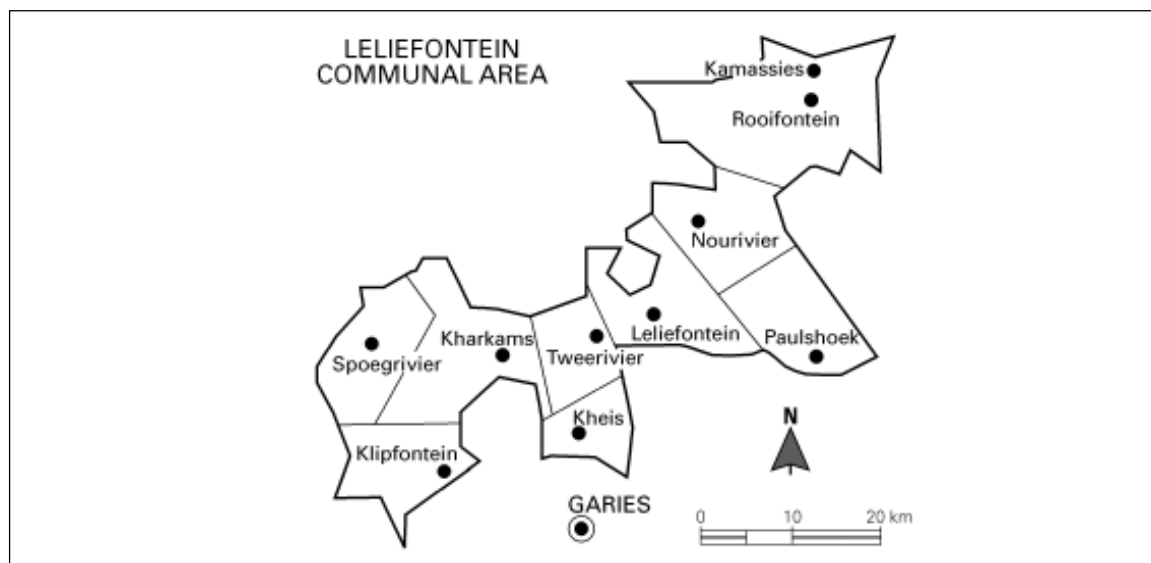 LELIEFONTEIN
COMMUNAL AREA
Kamassies
Rooifontein
Nourivier
Leliefontein
Paulshoek
Kharkams
Tweerivier
Spoegrivier
Kheis
Klipfontein
N
GARIES
0 10 20 km